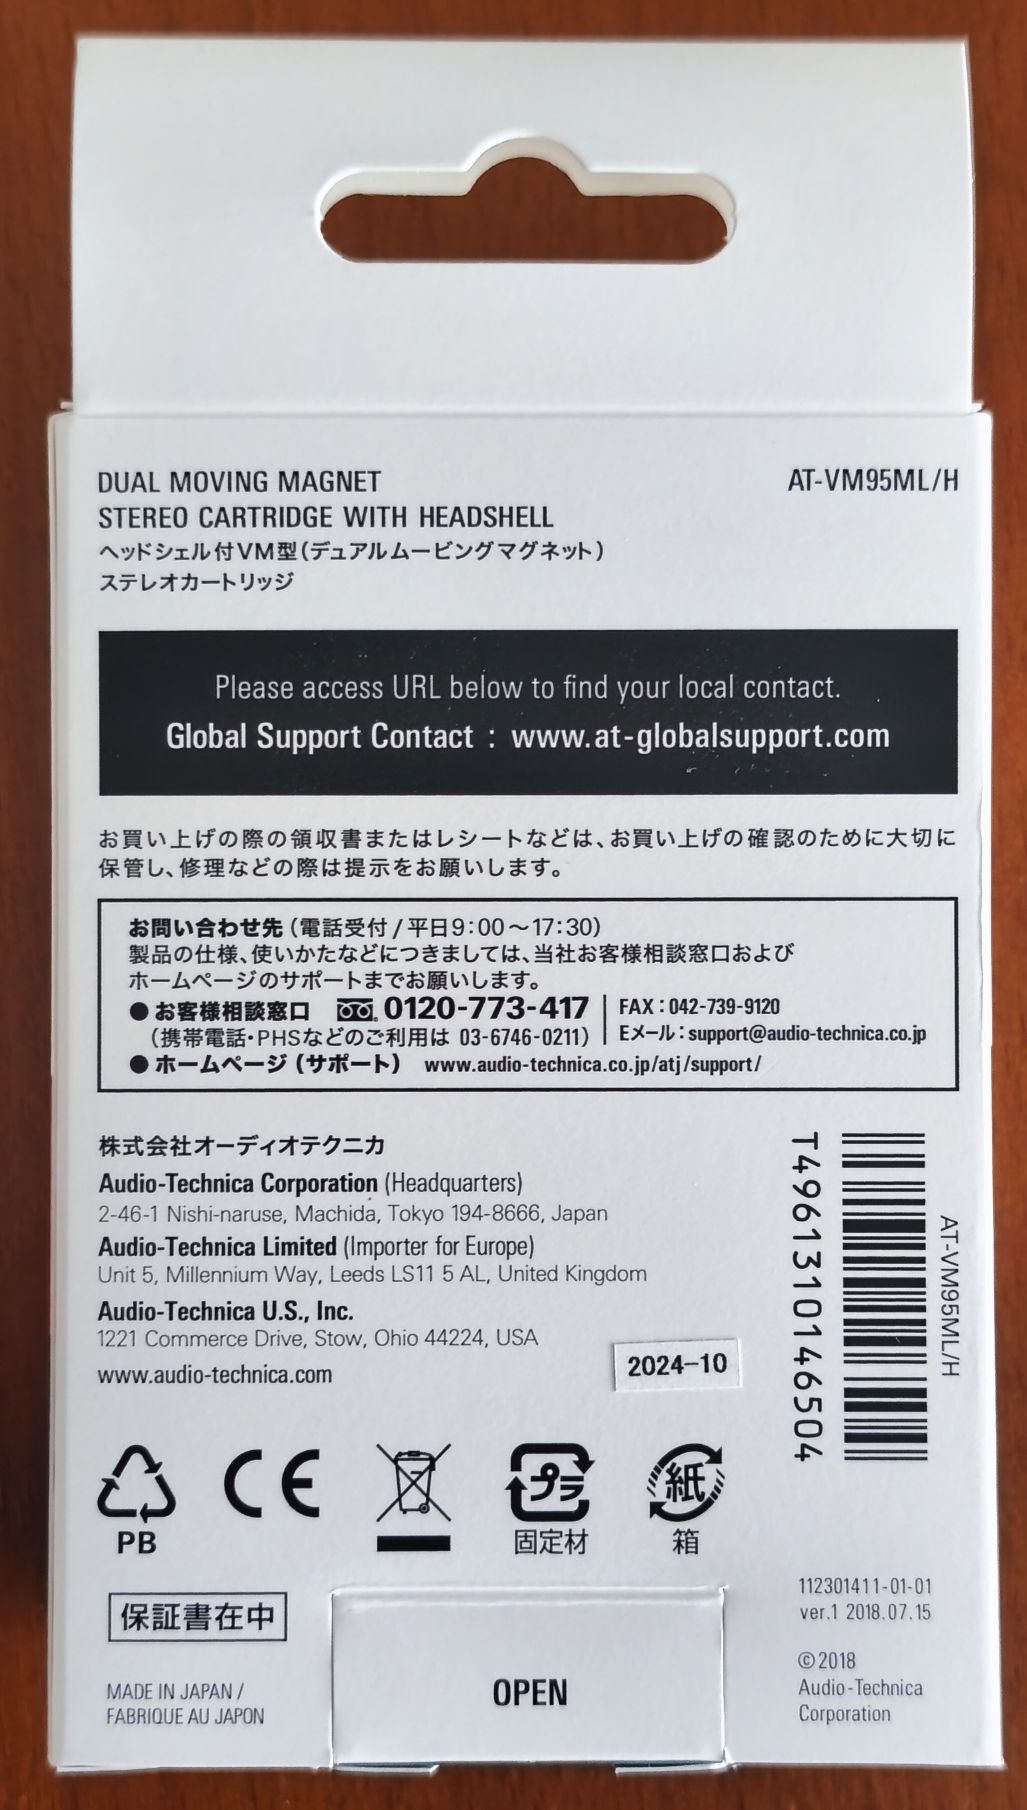 DUAL MOVING MAGNET
STEREO CARTRIDGE WITH HEADSHELL
ヘッドシェル付VM型(デュアルムービングマグネット)
ステレオカートリッジ
AT-VM95ML/H
Please access URL below to find your local contact.
Global Support Contact : www.at-globalsupport.com
お買い上げの際の領収書またはレシートなどは、お買い上げの確認のために大切に
保管し、修理などの際は提示をお願いします。
お問い合わせ先(電話受付/平日9:00~17:30)
製品の仕様、使いかたなどにつきましては、当社お客様相談窓口および
ホームページのサポートまでお願いします。
●お客様相談窓口 0120-773-417
(携帯電話・PHSなどのご利用は 03-6746-0211)
FAX:042-739-9120
Eメール:support@audio-technica.co.jp
●ホームページ(サポート) www.audio-technica.co.jp/atj/support/
株式会社オーディオテクニカ
Audio-Technica Corporation (Headquarters)
2-46-1 Nishi-naruse, Machida, Tokyo 194-8666, Japan
Audio-Technica Limited (Importer for Europe)
Unit 5, Millennium Way, Leeds LS11 5 AL, United Kingdom
Audio-Technica U.S., Inc.
1221 Commerce Drive, Stow, Ohio 44224, USA
www.audio-technica.com
2024-10
T4961310146504
AT-VM95ML/H
PB
CE
プラ
固定材
紙
箱
保証書在中
MADE IN JAPAN /
FABRIQUE AU JAPON
OPEN
112301411-01-01
ver.1 2018.07.15
©2018
Audio-Technica
Corporation